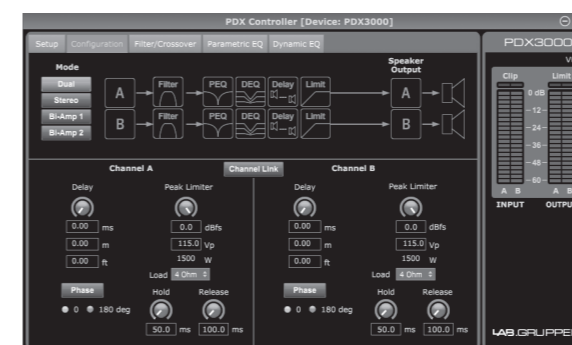 PDX Controller [Device: PDX3000]
Setup Configuration Filter/Crossover Parametric EQ Dynamic EQ
PDX3000
Mode
Speaker Output
Dual
Stereo
Bi-Amp 1
Bi-Amp 2
A Filter PEQ DEQ Delay Limit A
B Filter PEQ DEQ Delay Limit B
Clip Limit
0 dB
-12
-24
-36
-48
-60
A B A B
INPUT OUTPU
Channel A Channel Link Channel B
Delay Peak Limiter Delay Peak Limiter
0.00 ms 0.0 dBfs 0.00 ms 0.0 dBfs
0.00 m 115.0 Vp 0.00 m 115.0 Vp
0.00 ft 1500 W 0.00 ft 1500 W
Load 4 Ohm Load 4 Ohm
Phase Hold Release Phase Hold Release
0 180 deg 0 180 deg
50.0 ms 100.0 ms 50.0 ms 100.0 ms
LAB.GRUPPE